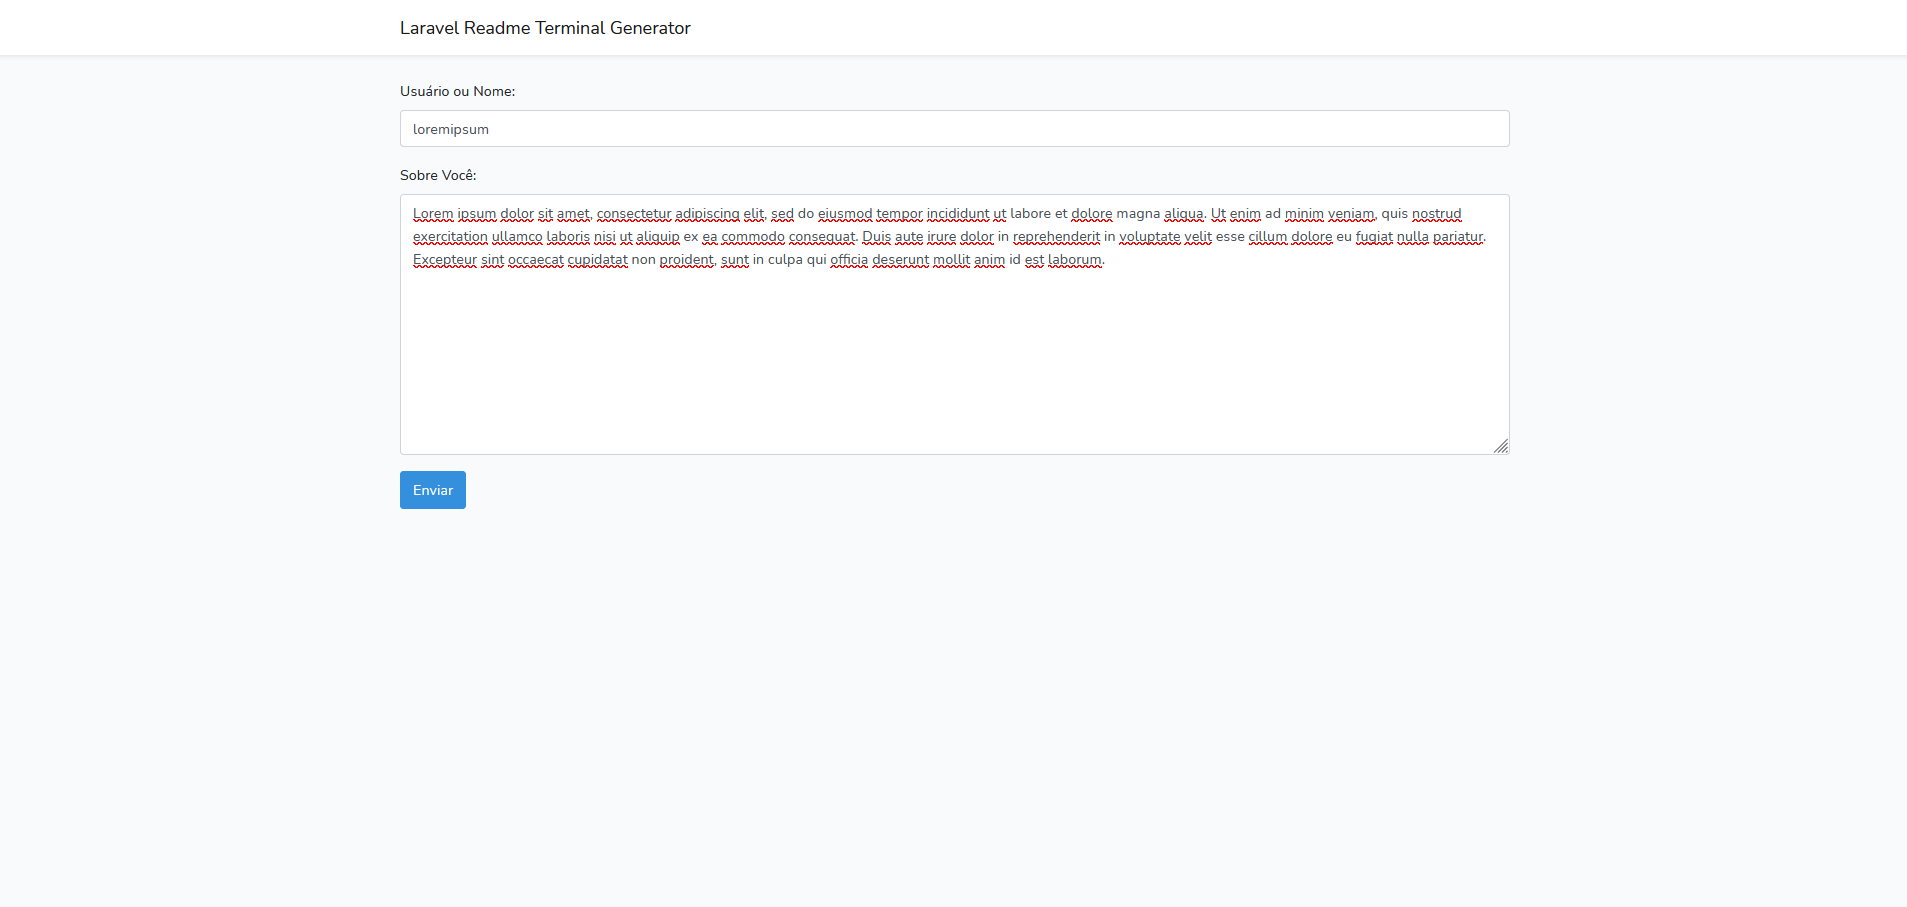 Laravel Readme Terminal Generator
Usuário ou Nome:
loremipsum
Sobre Você:
Lorem ipsum dolor sit amet, consectetur adipiscing elit, sed do eiusmod tempor incididunt ut labore et dolore magna aliqua. Ut enim ad minim veniam, quis nostrud
exercitation ullamco laboris nisi ut aliquip ex ea commodo consequat. Duis aute irure dolor in reprehenderit in voluptate velit esse cillum dolore eu fugiat nulla pariatur.
Excepteur sint occaecat cupidatat non proident, sunt in culpa qui officia deserunt mollit anim id est laborum.
Enviar